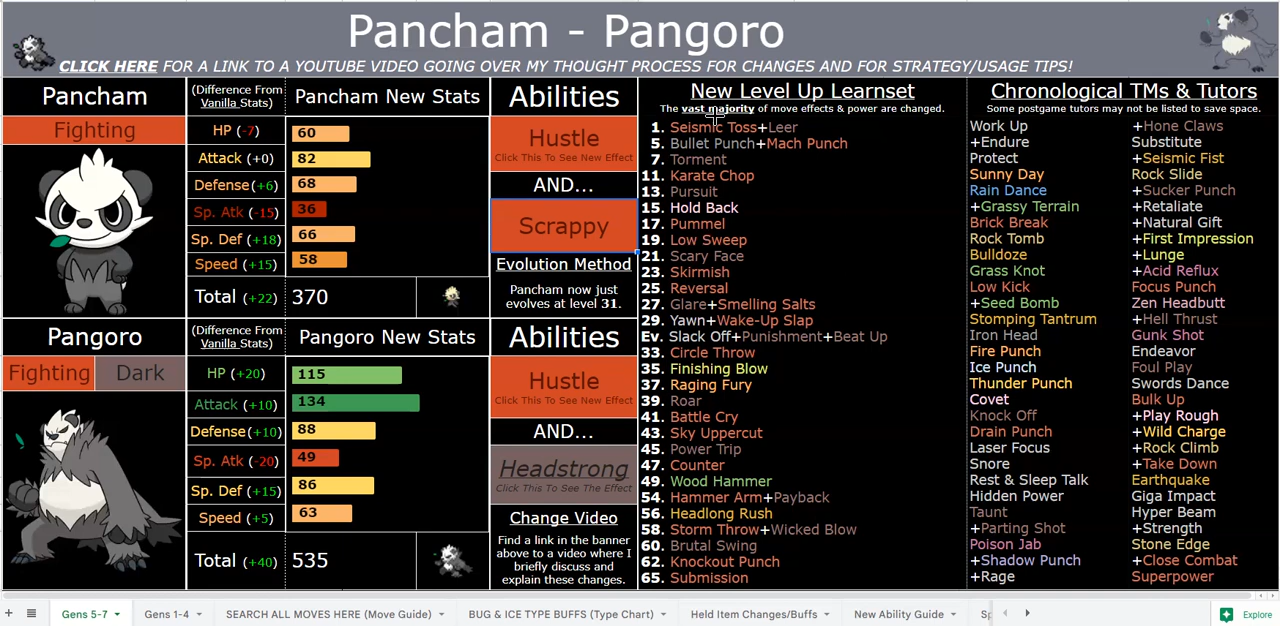 Pancham - Pangoro
CLICK HERE FOR A LINK TO A YOUTUBE VIDEO GOING OVER MY THOUGHT PROCESS FOR CHANGES AND FOR STRATEGY/USAGE TIPS!
Pancham
Fighting
(Difference From
Vanilla Stats)
Pancham New Stats
HP (-7)
60
Attack (+0)
82
Defense (+6)
68
Sp. Atk (-15)
36
Sp. Def (+18)
66
Speed (+15)
58
Total (+22)
370
Abilities
Hustle
Click This To See New Effect
AND...
Scrappy
Evolution Method
Pancham now just
evolves at level 31.
Pangoro
Fighting
Dark
(Difference From
Vanilla Stats)
Pangoro New Stats
HP (+20)
115
Attack (+10)
134
Defense (+10)
88
Sp. Atk (-20)
49
Sp. Def (+15)
86
Speed (+5)
63
Total (+40)
535
Abilities
Hustle
Click This To See New Effect
AND...
Headstrong
Click This To See The Effect
Change Video
Find a link in the banner
above to a video where I
briefly discuss and
explain these changes.
New Level Up Learnset
The vast majority of move effects & power are changed.
1. Seismic Toss+Leer
5. Bullet Punch+Mach Punch
7. Torment
11. Karate Chop
13. Pursuit
15. Hold Back
17. Pummel
19. Low Sweep
21. Scary Face
23. Skirmish
25. Reversal
27. Glare+Smelling Salts
29. Yawn+Wake-Up Slap
Ev. Slack Off+Punishment+Beat Up
33. Circle Throw
35. Finishing Blow
37. Raging Fury
39. Roar
41. Battle Cry
43. Sky Uppercut
45. Power Trip
47. Counter
49. Wood Hammer
54. Hammer Arm+Payback
56. Headlong Rush
58. Storm Throw+Wicked Blow
60. Brutal Swing
62. Knockout Punch
65. Submission
Chronological TMs & Tutors
Some postgame tutors may not be listed to save space.
Work Up
+Endure
Protect
Sunny Day
Rain Dance
+Grassy Terrain
Brick Break
Rock Tomb
Bulldoze
Grass Knot
Low Kick
+Seed Bomb
Stomping Tantrum
Iron Head
Fire Punch
Ice Punch
Thunder Punch
Covet
Knock Off
Drain Punch
Laser Focus
Snore
Rest & Sleep Talk
Hidden Power
Taunt
+Parting Shot
Poison Jab
+Shadow Punch
+Rage
+Hone Claws
Substitute
+Seismic Fist
Rock Slide
+Sucker Punch
+Retaliate
+Natural Gift
+First Impression
+Lunge
+Acid Reflux
Focus Punch
Zen Headbutt
+Hell Thrust
Gunk Shot
Endeavor
Foul Play
Swords Dance
Bulk Up
+Play Rough
+Wild Charge
+Rock Climb
+Take Down
Earthquake
Giga Impact
Hyper Beam
+Strength
Stone Edge
+Close Combat
Superpower
Gens 5-7
Gens 1-4
SEARCH ALL MOVES HERE (Move Guide)
BUG & ICE TYPE BUFFS (Type Chart)
Held Item Changes/Buffs
New Ability Guide
Explore